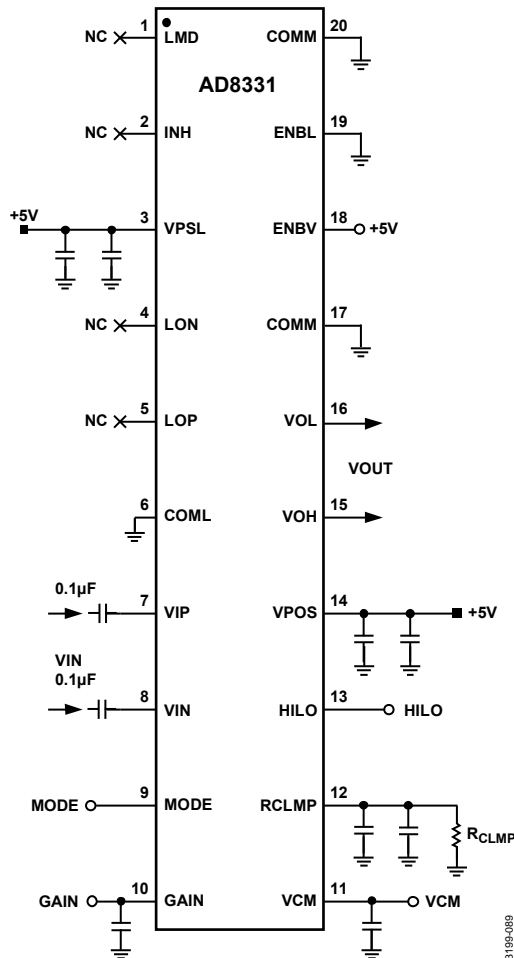 1
NC
LMD
20
COMM
AD8331
2
NC
INH
19
ENBL
+5V
3
VPSL
18
ENBV
+5V
4
NC
LON
17
COMM
5
NC
LOP
16
VOL
VOUT
6
COML
15
VOH
0.1µF
7
VIP
14
VPOS
+5V
VIN
0.1µF
8
VIN
13
HILO
HILO
9
MODE
MODE
12
RCLMP
RCLMP
10
GAIN
GAIN
11
VCM
VCM